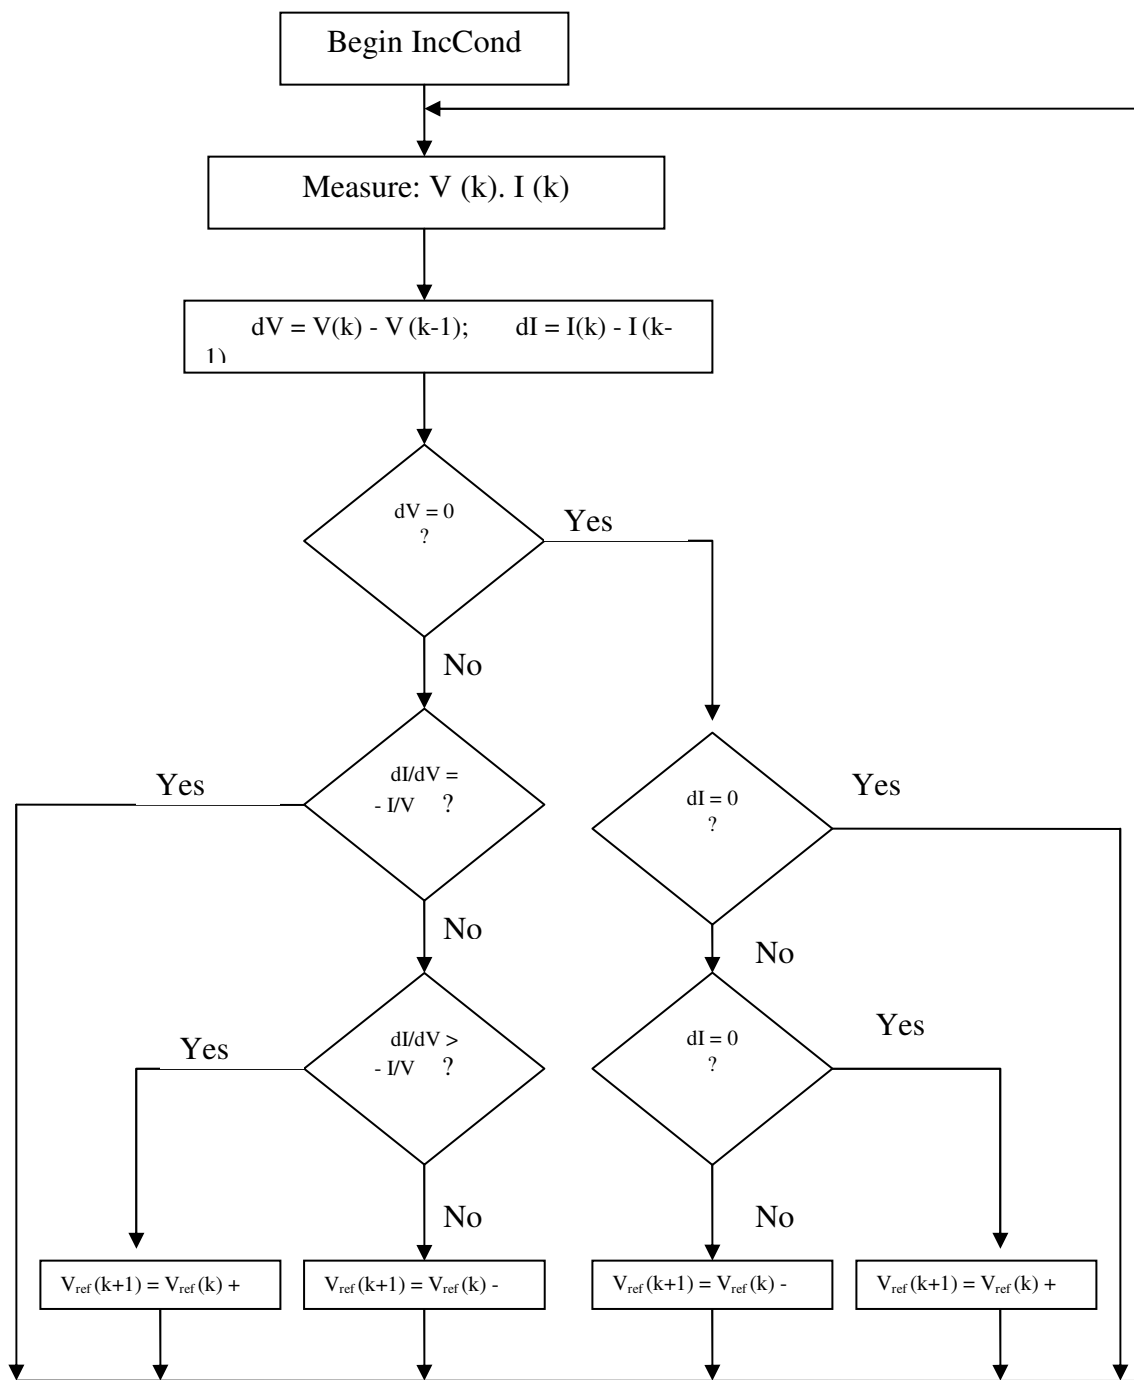 Begin IncCond
Measure: V (k). I (k)
dV = V(k) - V (k-1); dI = I(k) - I (k-
1)
dV = 0
?
Yes
No
dI/dV =
- I/V ?
Yes
dI = 0
?
Yes
No
No
dI/dV >
- I/V ?
Yes
dI = 0
?
Yes
No
No
Vref (k+1) = Vref (k) +
Vref (k+1) = Vref (k) -
Vref (k+1) = Vref (k) -
Vref (k+1) = Vref (k) +